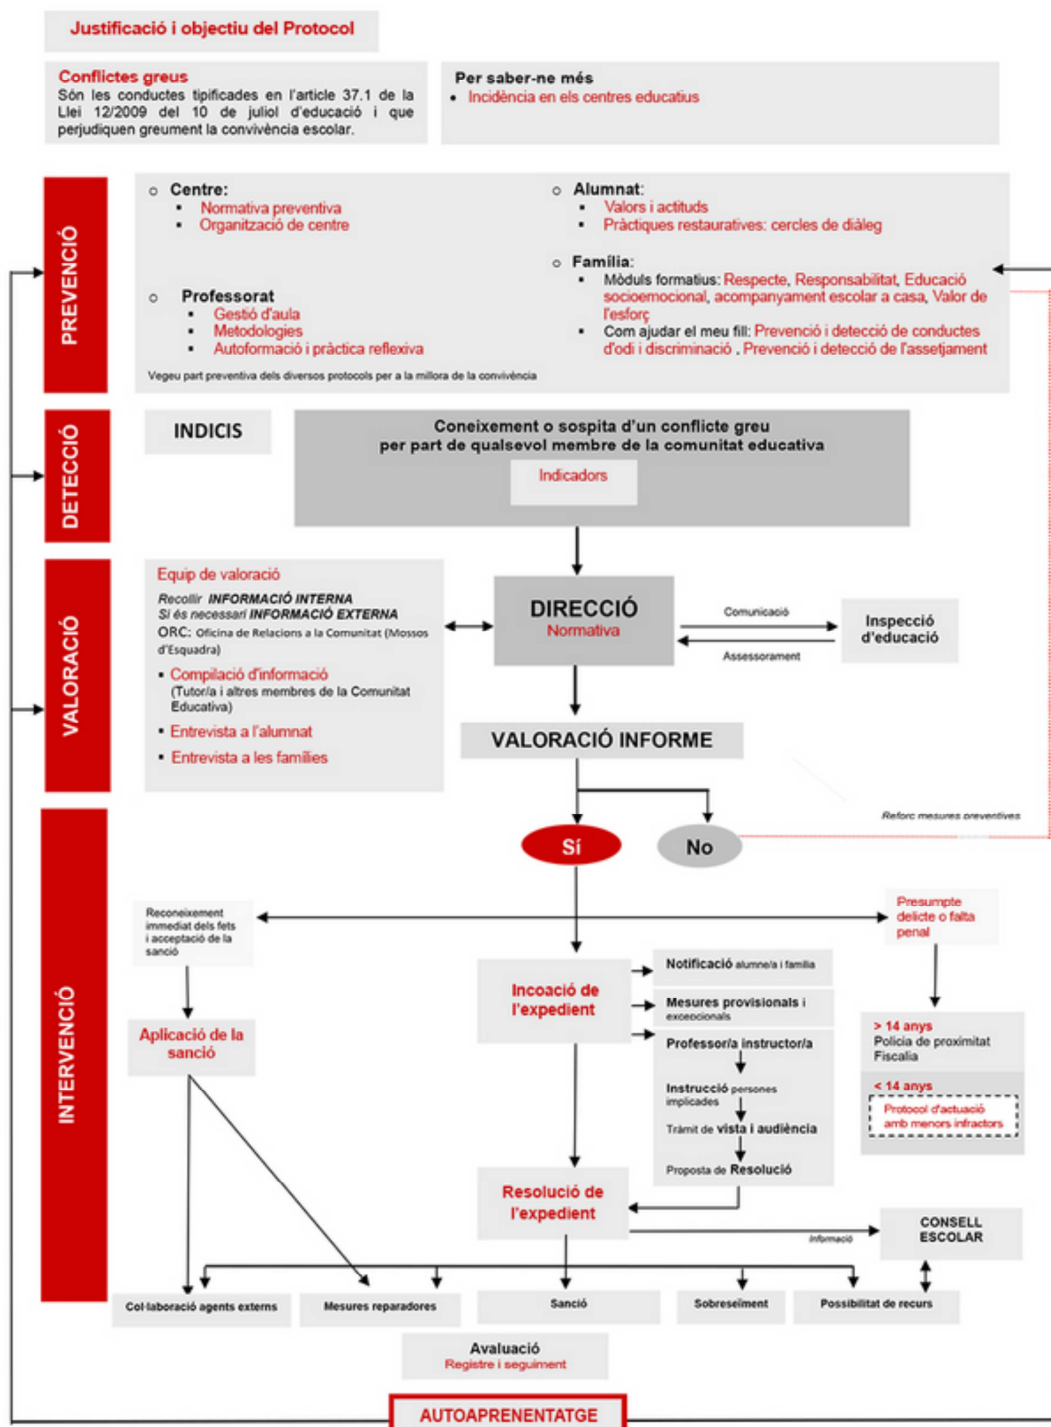 Justificació i objectiu del Protocol
Conflictes greus
Són les conductes tipificades en l'article 37.1 de la
Llei 12/2009 del 10 de juliol d'educació i que
perjudiquen greument la convivència escolar.
Per saber-ne més
• Incidència en els centres educatius
PREVENCIÓ
o Centre:
▪ Normativa preventiva
▪ Organització de centre
o Professorat
▪ Gestió d'aula
▪ Metodologies
▪ Autoformació i pràctica reflexiva
o Alumnat:
▪ Valors i actituds
▪ Pràctiques restauratives: cercles de diàleg
o Família:
▪ Mòduls formatius: Respecte, Responsabilitat, Educació
socioemocional, acompanyament escolar a casa, Valor de
l'esforç
▪ Com ajudar el meu fill: Prevenció i detecció de conductes
d'odi i discriminació . Prevenció i detecció de l'assetjament
Vegeu part preventiva dels diversos protocols per a la millora de la convivència
DETECCIÓ
INDICIS
Coneixement o sospita d'un conflicte greu
per part de qualsevol membre de la comunitat educativa
Indicadors
VALORACIÓ
Equip de valoració
Recollir INFORMACIÓ INTERNA
Si és necessari INFORMACIÓ EXTERNA
ORC: Oficina de Relacions a la Comunitat (Mossos
d'Esquadra)
▪ Compilació d'informació
(Tutor/a i altres membres de la Comunitat
Educativa)
▪ Entrevista a l'alumnat
▪ Entrevista a les famílies
DIRECCIÓ
Normativa
Comunicació
Assessorament
Inspecció
d'educació
VALORACIÓ INFORME
Sí
No
Reforc mesures preventives
INTERVENCIÓ
Reconeixement
immediat dels fets
i acceptació de la
sanció
Aplicació de la
sanció
Incoació de
l'expedient
Notificació alumne/a i família
Mesures provisionals i
excepcionals
Professor/a instructor/a
Instrucció persones
implicades
Tràmit de vista i audiència
Proposta de Resolució
Presumpte
delicte o falta
penal
> 14 anys
Policia de proximitat
Fiscalia
< 14 anys
Protocol d'actuació
amb menors infractors
Resolució de
l'expedient
Informació
CONSELL
ESCOLAR
Col·laboració agents externs
Mesures reparadores
Sanció
Sobreseïment
Possibilitat de recurs
Avaluació
Registre i seguiment
AUTOAPRENENTATGE